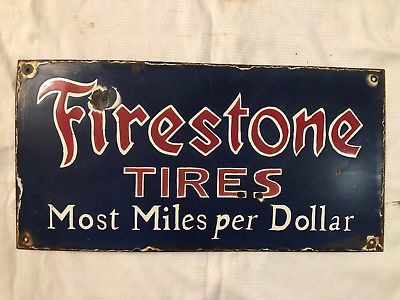 Firestone
TIRES
Most Miles per Dollar